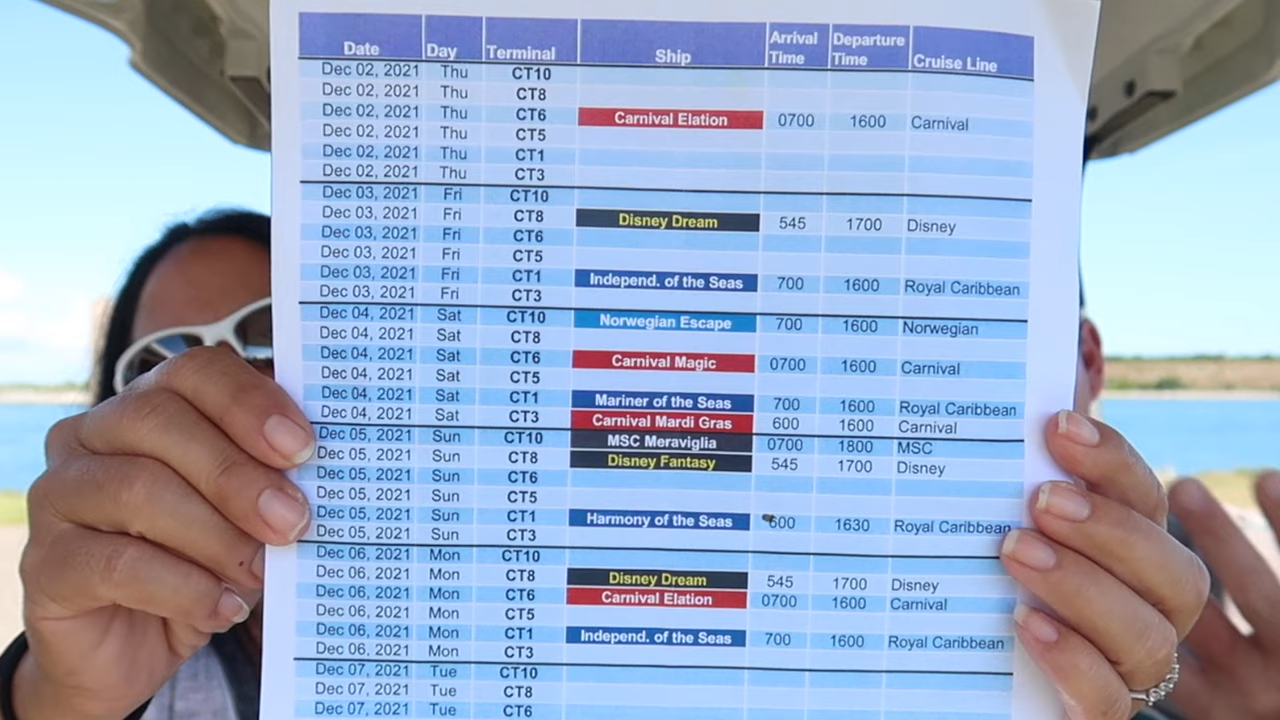 Date Day Terminal Ship Arrival Time Departure Time Cruise Line
Dec 02, 2021 Thu CT10
Dec 02, 2021 Thu CT8
Dec 02, 2021 Thu CT6 Carnival Elation 0700 1600 Carnival
Dec 02, 2021 Thu CT5
Dec 02, 2021 Thu CT1
Dec 02, 2021 Thu CT3
Dec 03, 2021 Fri CT10
Dec 03, 2021 Fri CT8 Disney Dream 545 1700 Disney
Dec 03, 2021 Fri CT6
Dec 03, 2021 Fri CT5
Dec 03, 2021 Fri CT1 Independ. of the Seas 700 1600 Royal Caribbean
Dec 03, 2021 Fri CT3
Dec 04, 2021 Sat CT10 Norwegian Escape 700 1600 Norwegian
Dec 04, 2021 Sat CT8
Dec 04, 2021 Sat CT6 Carnival Magic 0700 1600 Carnival
Dec 04, 2021 Sat CT5
Dec 04, 2021 Sat CT1 Mariner of the Seas 700 1600 Royal Caribbean
Dec 04, 2021 Sat CT3 Carnival Mardi Gras 600 1600 Carnival
Dec 05, 2021 Sun CT10 MSC Meraviglia 0700 1800 MSC
Dec 05, 2021 Sun CT8 Disney Fantasy 545 1700 Disney
Dec 05, 2021 Sun CT6
Dec 05, 2021 Sun CT5
Dec 05, 2021 Sun CT1 Harmony of the Seas 600 1630 Royal Caribbean
Dec 05, 2021 Sun CT3
Dec 06, 2021 Mon CT10
Dec 06, 2021 Mon CT8 Disney Dream 545 1700 Disney
Dec 06, 2021 Mon CT6 Carnival Elation 0700 1600 Carnival
Dec 06, 2021 Mon CT5
Dec 06, 2021 Mon CT1 Independ. of the Seas 700 1600 Royal Caribbean
Dec 06, 2021 Mon CT3
Dec 07, 2021 Tue CT10
Dec 07, 2021 Tue CT8
Dec 07, 2021 Tue CT6